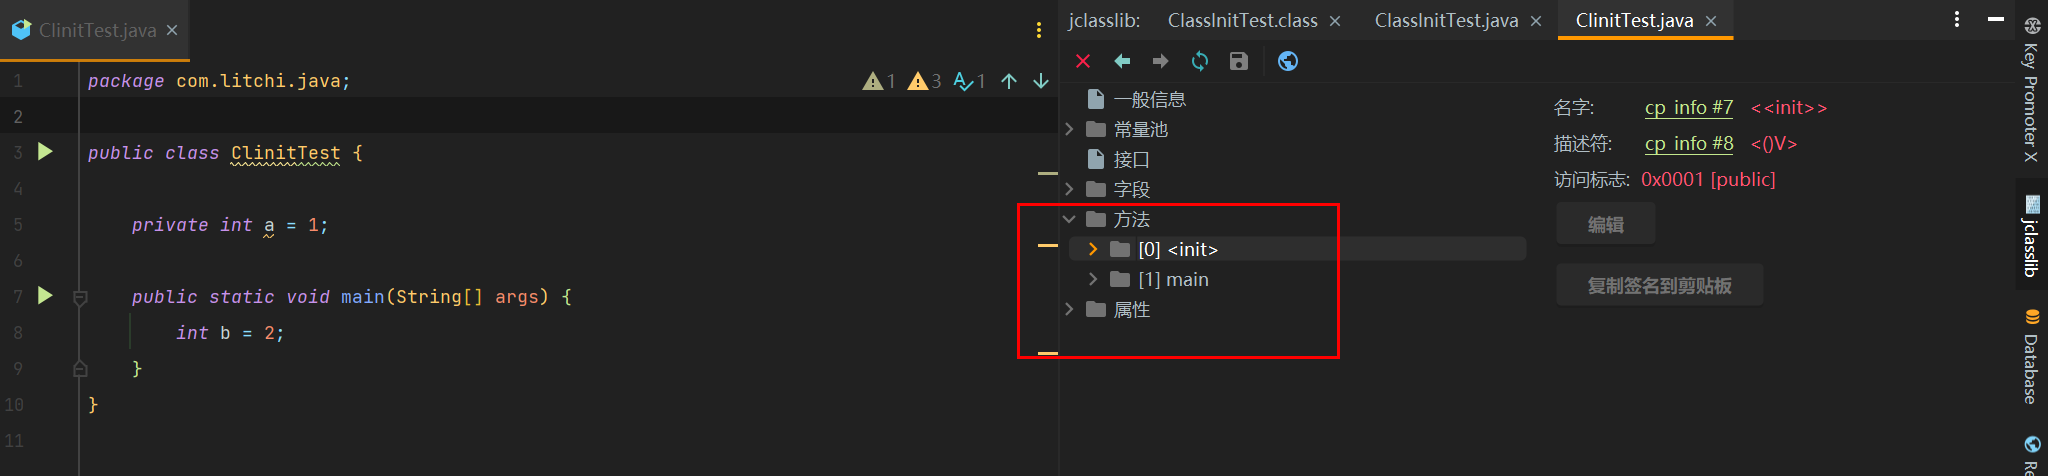 ClinitTest.java
1 package com.litchi.java;
1 3 1
2
3 public class ClinitTest {
4
5 private int a = 1;
6
7 public static void main(String[] args) {
8 int b = 2;
9 }
10 }
11
jclasslib: ClassInitTest.class ClassInitTest.java ClinitTest.java
一般信息
常量池
接口
字段
方法
[0] <init>
[1] main
属性
名字: cp_info #7 <<init>>
描述符: cp_info #8 <()V>
访问标志: 0x0001 [public]
编辑
复制签名到剪贴板
Key Promoter X
jclasslib
Database
Re